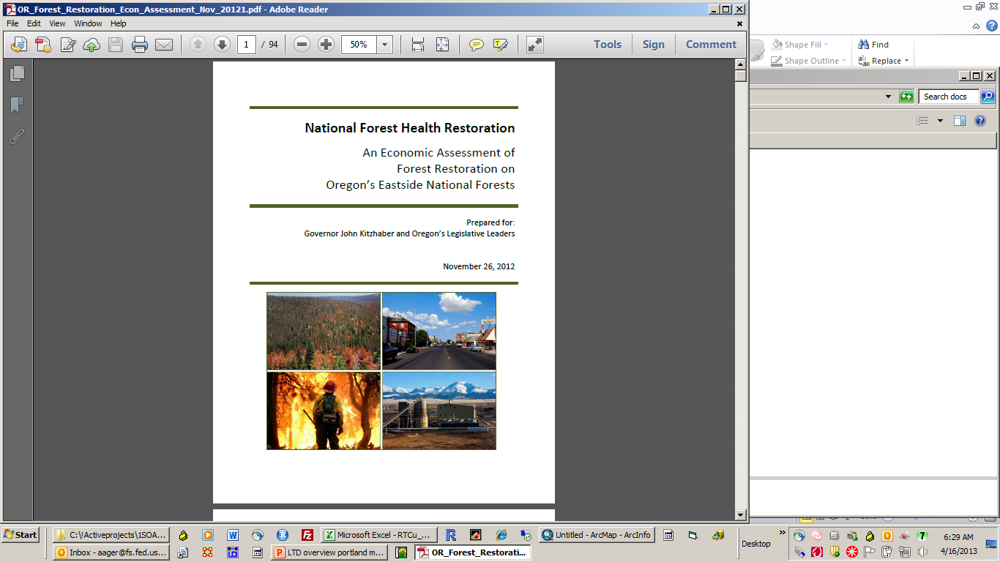 OR_Forest_Restoration_Econ_Assessment_Nov_20121.pdf - Adobe Reader
File Edit View Window Help
1 / 94 50% Tools Sign Comment
Shape Fill Find
Shape Outline Replace
Search docs
National Forest Health Restoration
An Economic Assessment of
Forest Restoration on
Oregon's Eastside National Forests
Prepared for:
Governor John Kitzhaber and Oregon's Legislative Leaders
November 26, 2012
Start C:\!Activeprojects\1SOA... Microsoft Excel - RTCu_... Untitled - ArcMap - ArcInfo Desktop 6:29 AM
Inbox - aager@fs.fed.us... LTD overview portland m... OR_Forest_Restorati... 4/16/2013